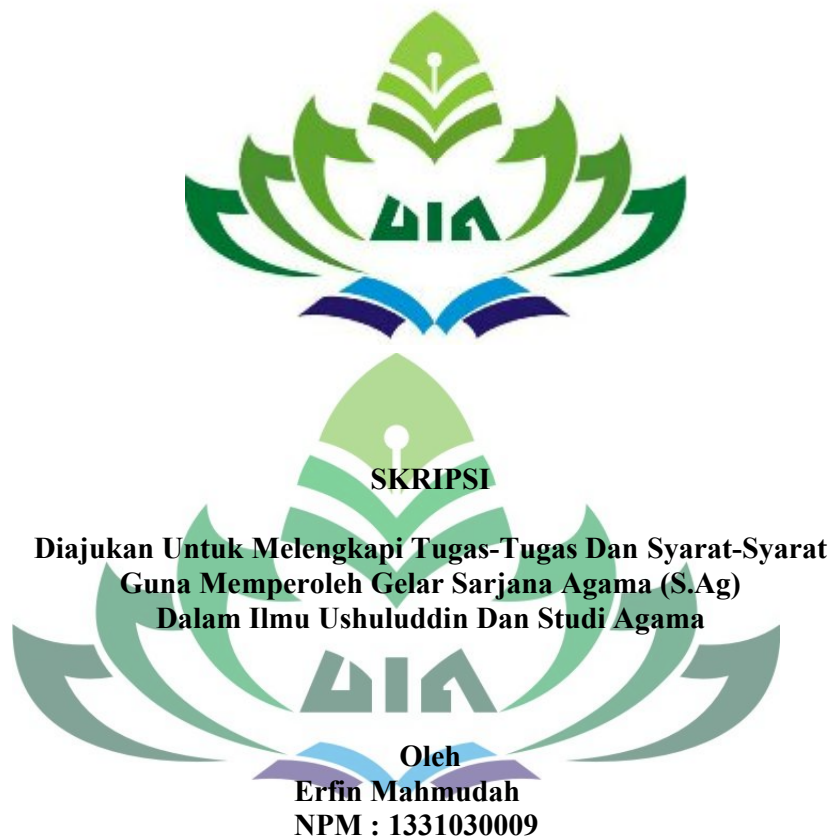 UIN
SKRIPSI
Diajukan Untuk Melengkapi Tugas-Tugas Dan Syarat-Syarat
Guna Memperoleh Gelar Sarjana Agama (S.Ag)
Dalam Ilmu Ushuluddin Dan Studi Agama
UIN
Oleh
Erfin Mahmudah
NPM : 1331030009